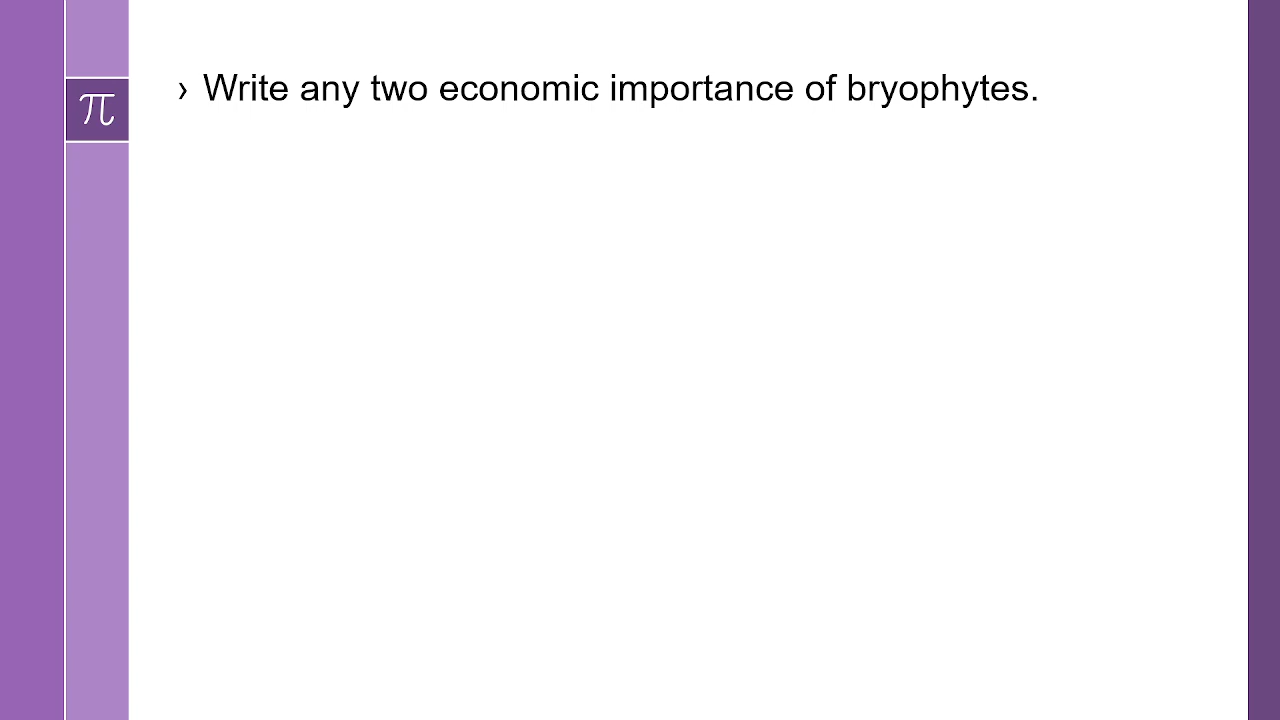 π
› Write any two economic importance of bryophytes.